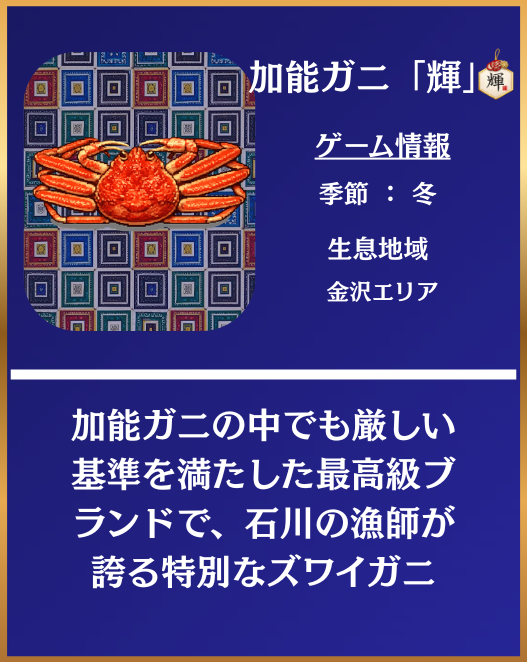 加能ガニ「輝」
輝
ゲーム情報
季節 ： 冬
生息地域
金沢エリア
加能ガニの中でも厳しい
基準を満たした最高級ブ
ランドで、石川の漁師が
誇る特別なズワイガニ